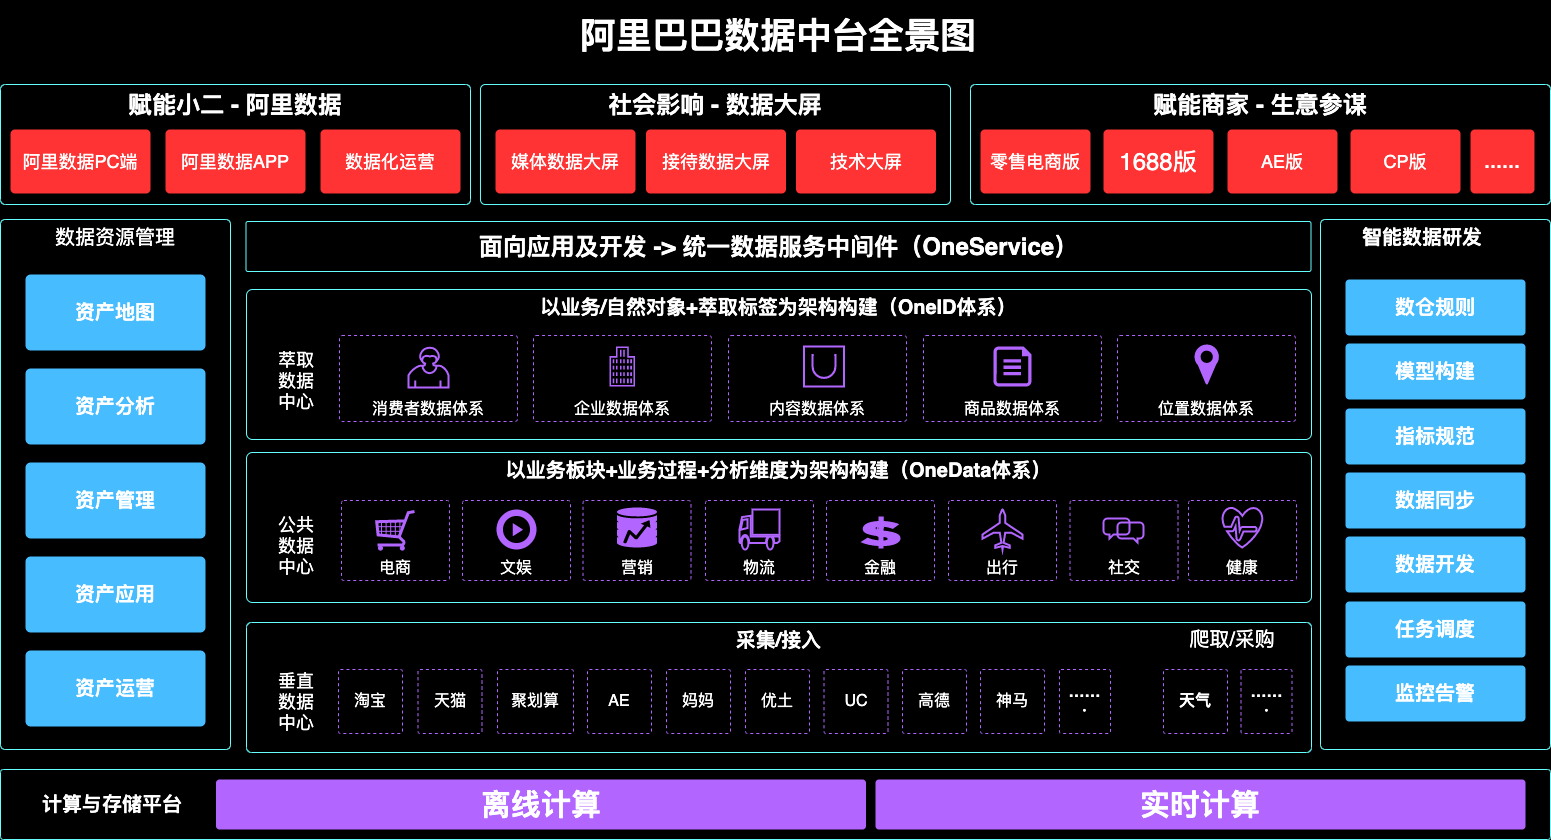 阿里巴巴数据中台全景图
赋能小二 - 阿里数据
阿里数据PC端
阿里数据APP
数据化运营
社会影响 - 数据大屏
媒体数据大屏
接待数据大屏
技术大屏
赋能商家 - 生意参谋
零售电商版
1688版
AE版
CP版
......
数据资源管理
资产地图
资产分析
资产管理
资产应用
资产运营
面向应用及开发 -> 统一数据服务中间件（OneService）
以业务/自然对象+萃取标签为架构构建（OneID体系）
萃取
数据
中心
消费者数据体系
企业数据体系
内容数据体系
商品数据体系
位置数据体系
以业务板块+业务过程+分析维度为架构构建（OneData体系）
公共
数据
中心
电商
文娱
营销
物流
金融
出行
社交
健康
采集/接入
爬取/采购
垂直
数据
中心
淘宝
天猫
聚划算
AE
妈妈
优土
UC
高德
神马
......
.
天气
......
.
智能数据研发
数仓规则
模型构建
指标规范
数据同步
数据开发
任务调度
监控告警
计算与存储平台
离线计算
实时计算